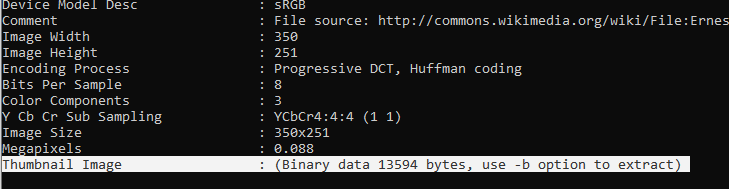 Device Model Desc : sRGB
Comment : File source: http://commons.wikimedia.org/wiki/File:Ernes
Image Width : 350
Image Height : 251
Encoding Process : Progressive DCT, Huffman coding
Bits Per Sample : 8
Color Components : 3
Y Cb Cr Sub Sampling : YCbCr4:4:4 (1 1)
Image Size : 350x251
Megapixels : 0.088
Thumbnail Image : (Binary data 13594 bytes, use -b option to extract)